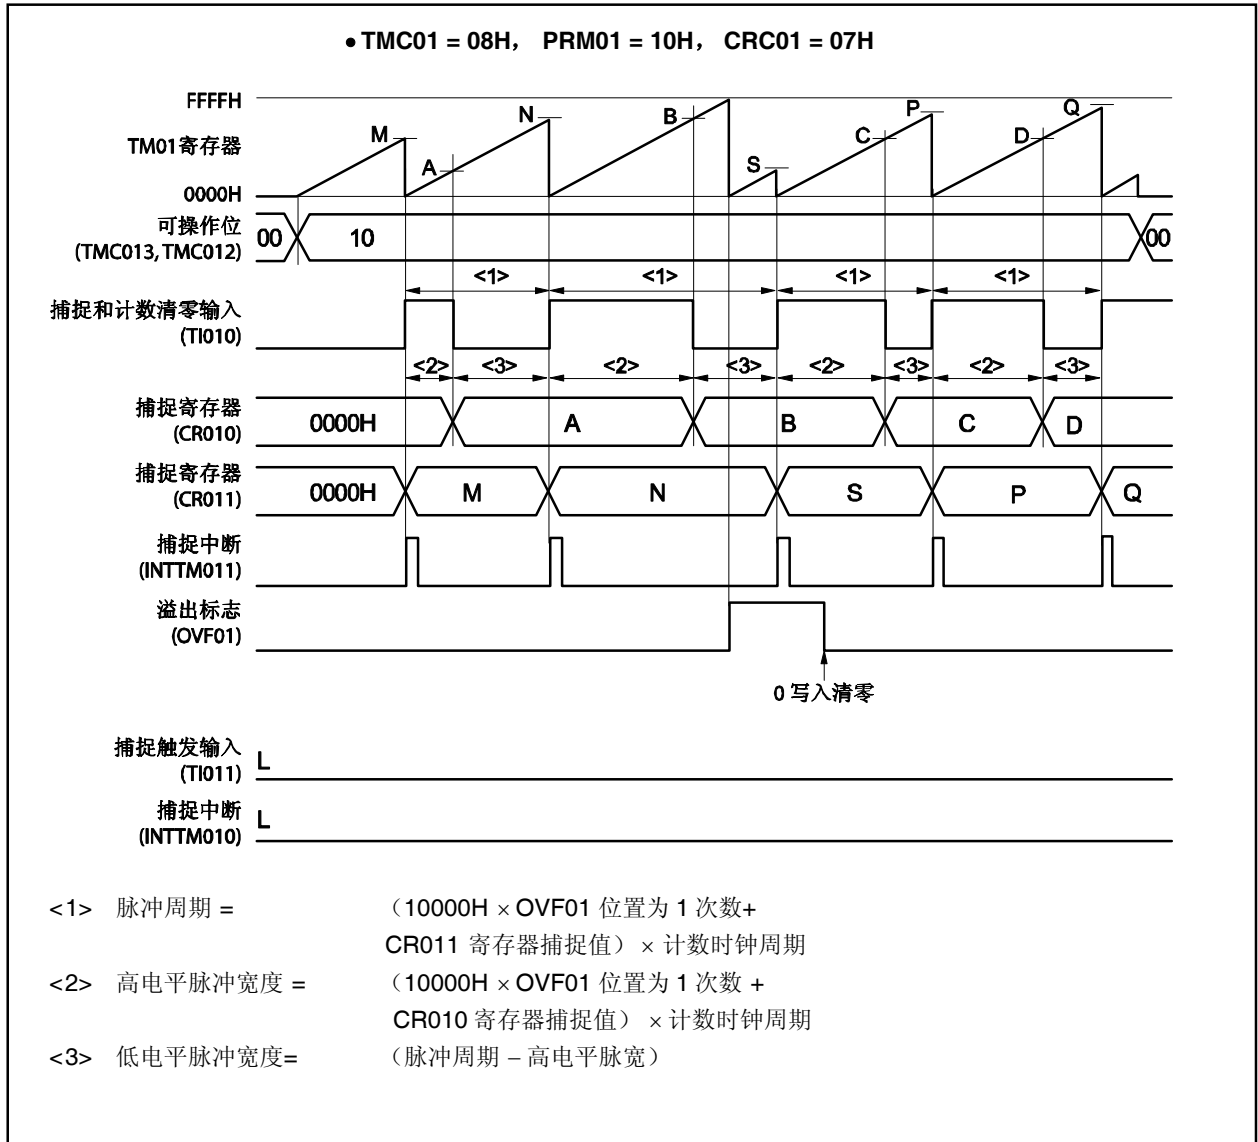 • TMC01 = 08H， PRM01 = 10H， CRC01 = 07H
FFFFH
TM01寄存器
0000H
M A N B S C P D Q
可操作位
(TMC013, TMC012)
00 10 00
<1> <1> <1> <1>
捕捉和计数清零输入
(TI010)
<2> <3> <2> <3> <2> <3> <2> <3>
捕捉寄存器
(CR010)
0000H A B C D
捕捉寄存器
(CR011)
0000H M N S P Q
捕捉中断
(INTTM011)
溢出标志
(OVF01)
0 写入清零
捕捉触发输入
(TI011)
L
捕捉中断
(INTTM010)
L
<1> 脉冲周期 = （10000H × OVF01 位置为 1 次数+
CR011 寄存器捕捉值） × 计数时钟周期
<2> 高电平脉冲宽度 = （10000H × OVF01 位置为 1 次数 +
CR010 寄存器捕捉值） × 计数时钟周期
<3> 低电平脉冲宽度= （脉冲周期 – 高电平脉宽）